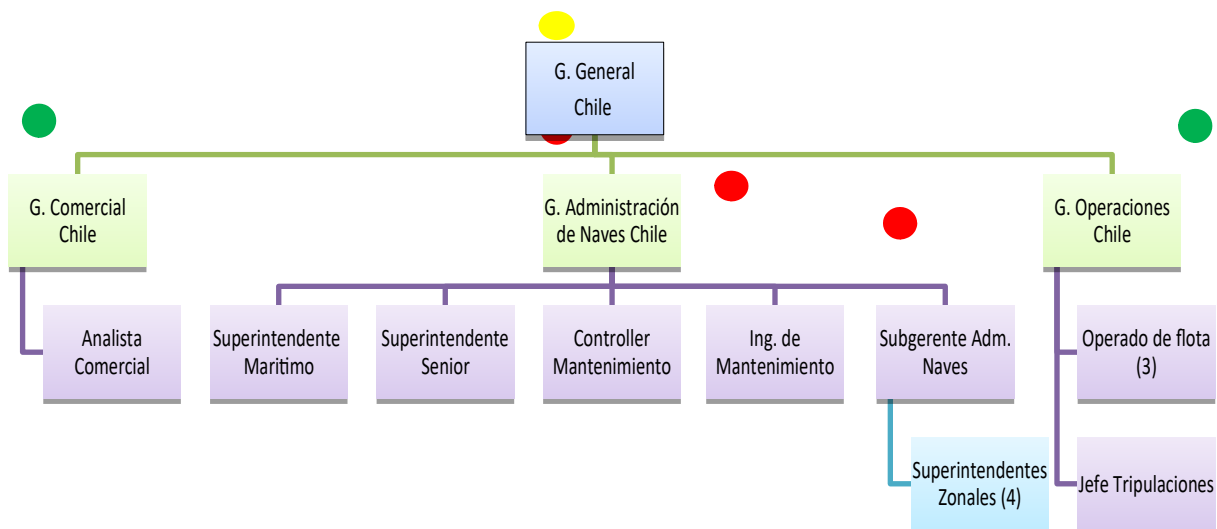 G. General
Chile
G. Comercial
Chile
G. Administración
de Naves Chile
G. Operaciones
Chile
Analista
Comercial
Superintendente
Maritimo
Superintendente
Senior
Controller
Mantenimiento
Ing. de
Mantenimiento
Subgerente Adm.
Naves
Operado de flota
(3)
Superintendentes
Zonales (4)
Jefe Tripulaciones